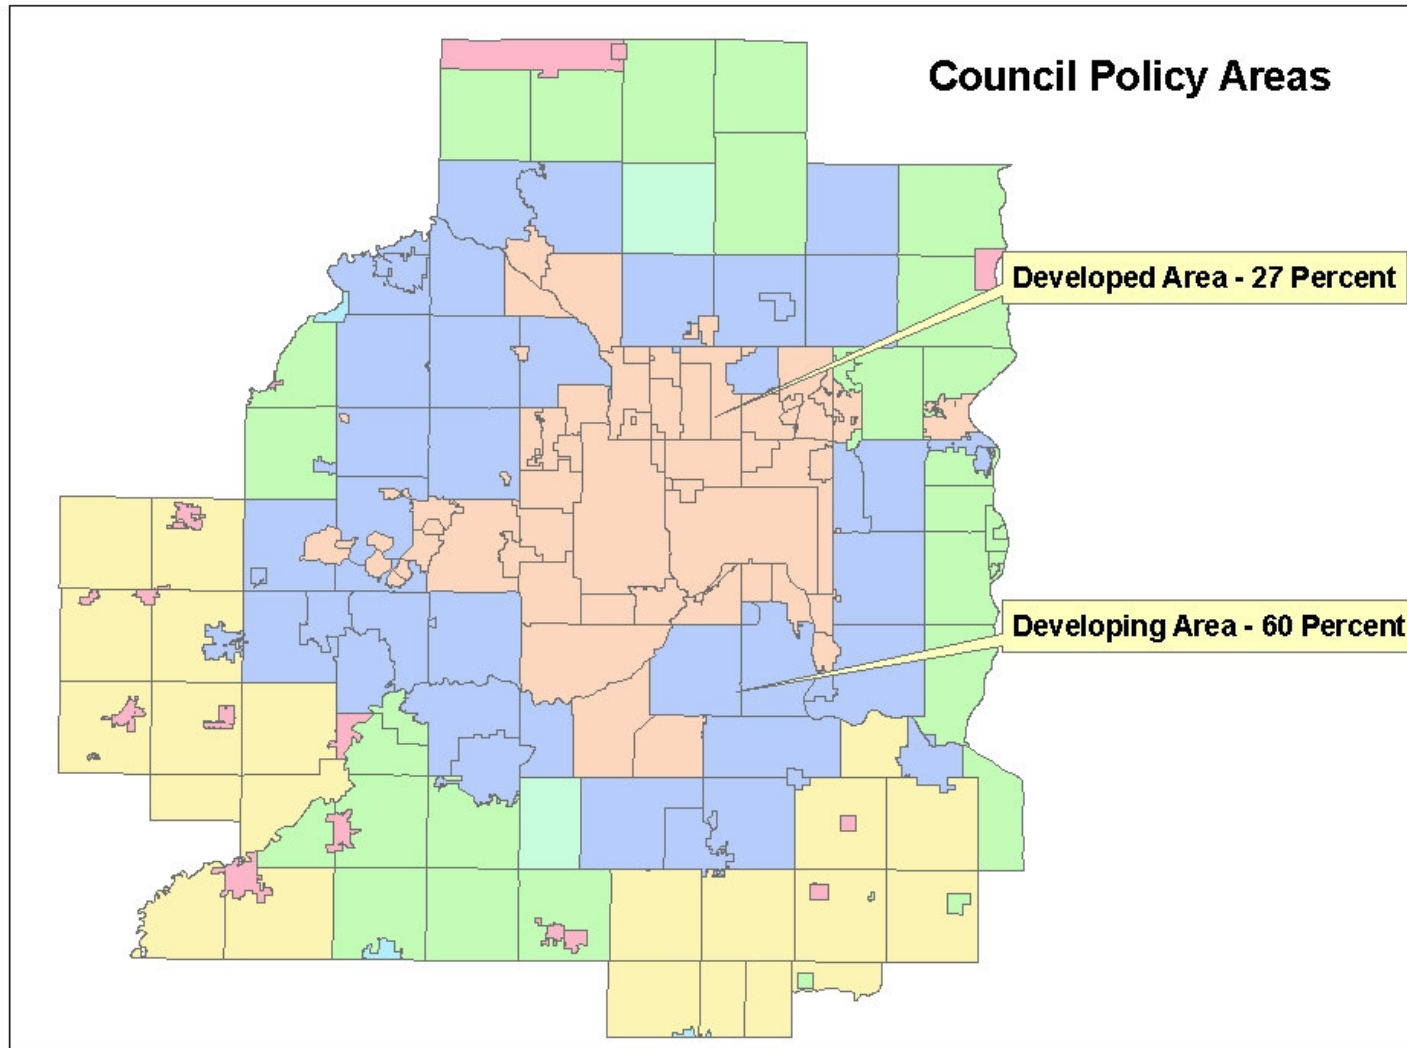 Council Policy Areas
Developed Area - 27 Percent
Developing Area - 60 Percent